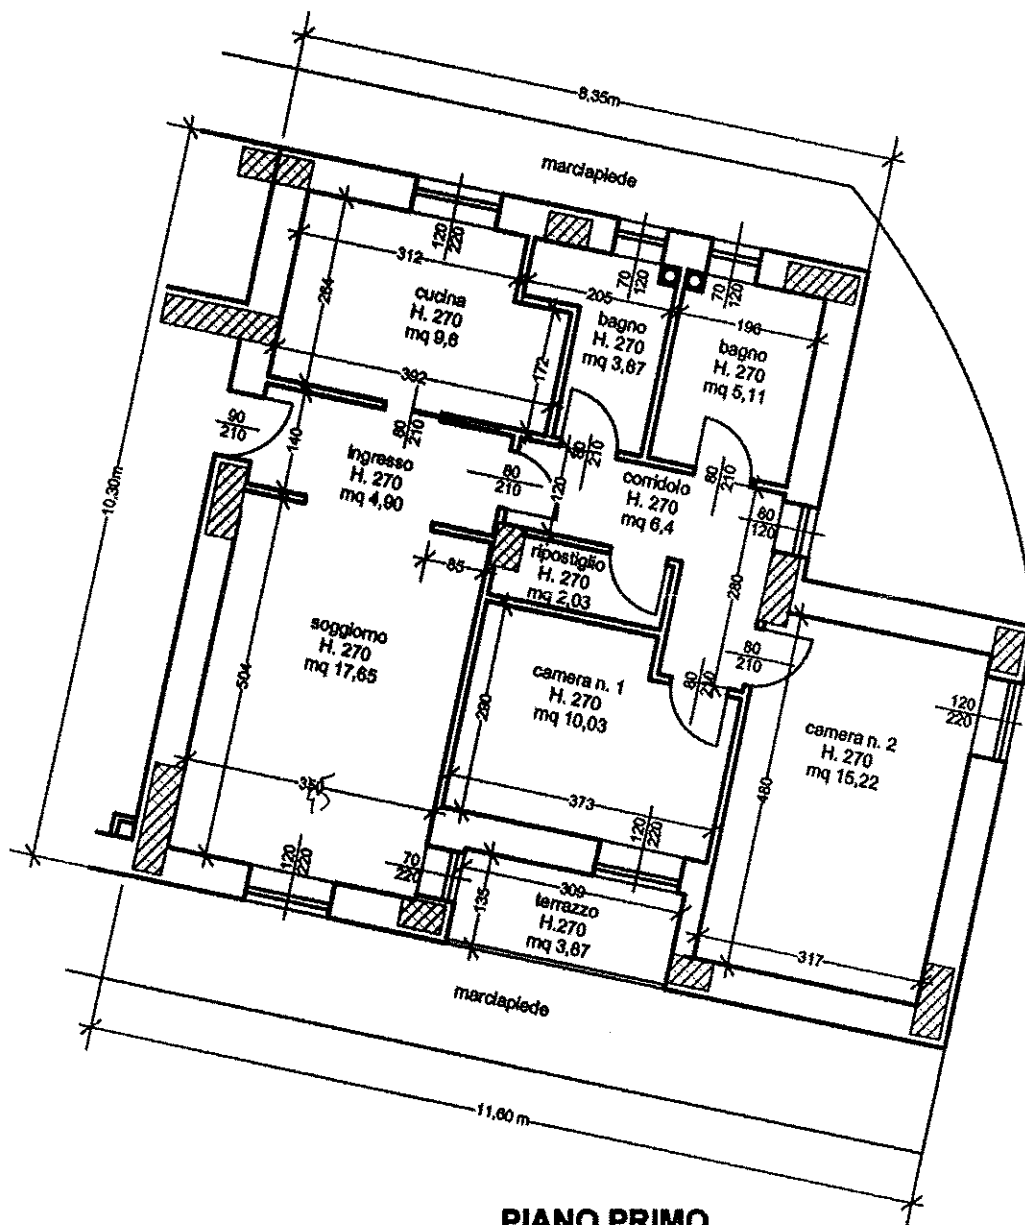 8,35m
marciapiede
120
220
70
120
70
120
312
264
cucina
H. 270
mq 9,6
205
bagno
H. 270
mq 3,67
196
bagno
H. 270
mq 5,11
172
392
90
210
140
80
210
ingresso
H. 270
mq 4,90
80
210
80
210
120
corridoio
H. 270
mq 6,4
80
210
60
120
10,30m
85
ripostiglio
H. 270
mq 2,03
280
soggiorno
H. 270
mq 17,65
504
80
210
80
210
camera n. 1
H. 270
mq 10,03
120
220
camera n. 2
H. 270
mq 15,22
480
350
373
120
220
120
220
70
220
309
135
terrazzo
H.270
mq 3,87
317
marciapiede
11,60 m
PIANO PRIMO